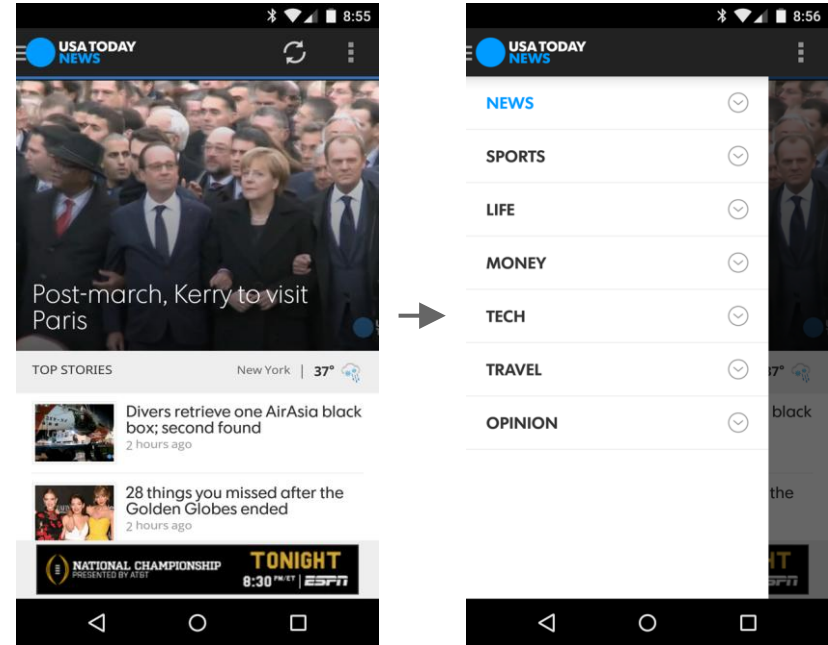 8:55
USA TODAY
NEWS
Post-march, Kerry to visit
Paris
TOP STORIES
New York | 37°
Divers retrieve one AirAsia black
box; second found
2 hours ago
28 things you missed after the
Golden Globes ended
2 hours ago
NATIONAL CHAMPIONSHIP
PRESENTED BY AT&T
TONIGHT
8:30 PM/ET | ESPN
8:56
USA TODAY
NEWS
NEWS
SPORTS
LIFE
MONEY
TECH
TRAVEL
OPINION
7°
black
the
HT